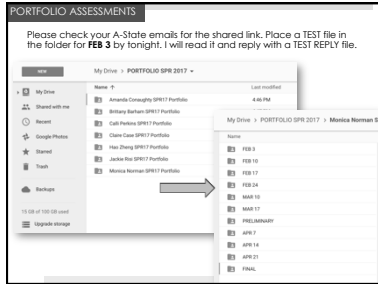 PORTFOLIO ASSESSMENTS
Please check your A-State emails for the shared link. Place a TEST file in
the folder for FEB 3 by tonight. I will read it and reply with a TEST REPLY file.
NEW
My Drive > PORTFOLIO SPR 2017
Name ↑
Last modified
My Drive
Shared with me
Recent
Google Photos
Starred
Trash
Backups
15 GB of 100 GB used
Upgrade storage
Amanda Conaughty SPR17 Portfolio
4:46 PM
Brittany Barham SPR17 Portfolio
Calli Perkins SPR17 Portfolio
Clare Case SPR17 Portfolio
Hao Zheng SPR17 Portfolio
Jackie Risi SPR17 Portfolio
Monica Norman SPR17 Portfolio
My Drive > PORTFOLIO SPR 2017 > Monica Norman S
Name
FEB 3
FEB 10
FEB 17
FEB 24
MAR 10
MAR 17
PRELIMINARY
APR 7
APR 14
APR 21
FINAL